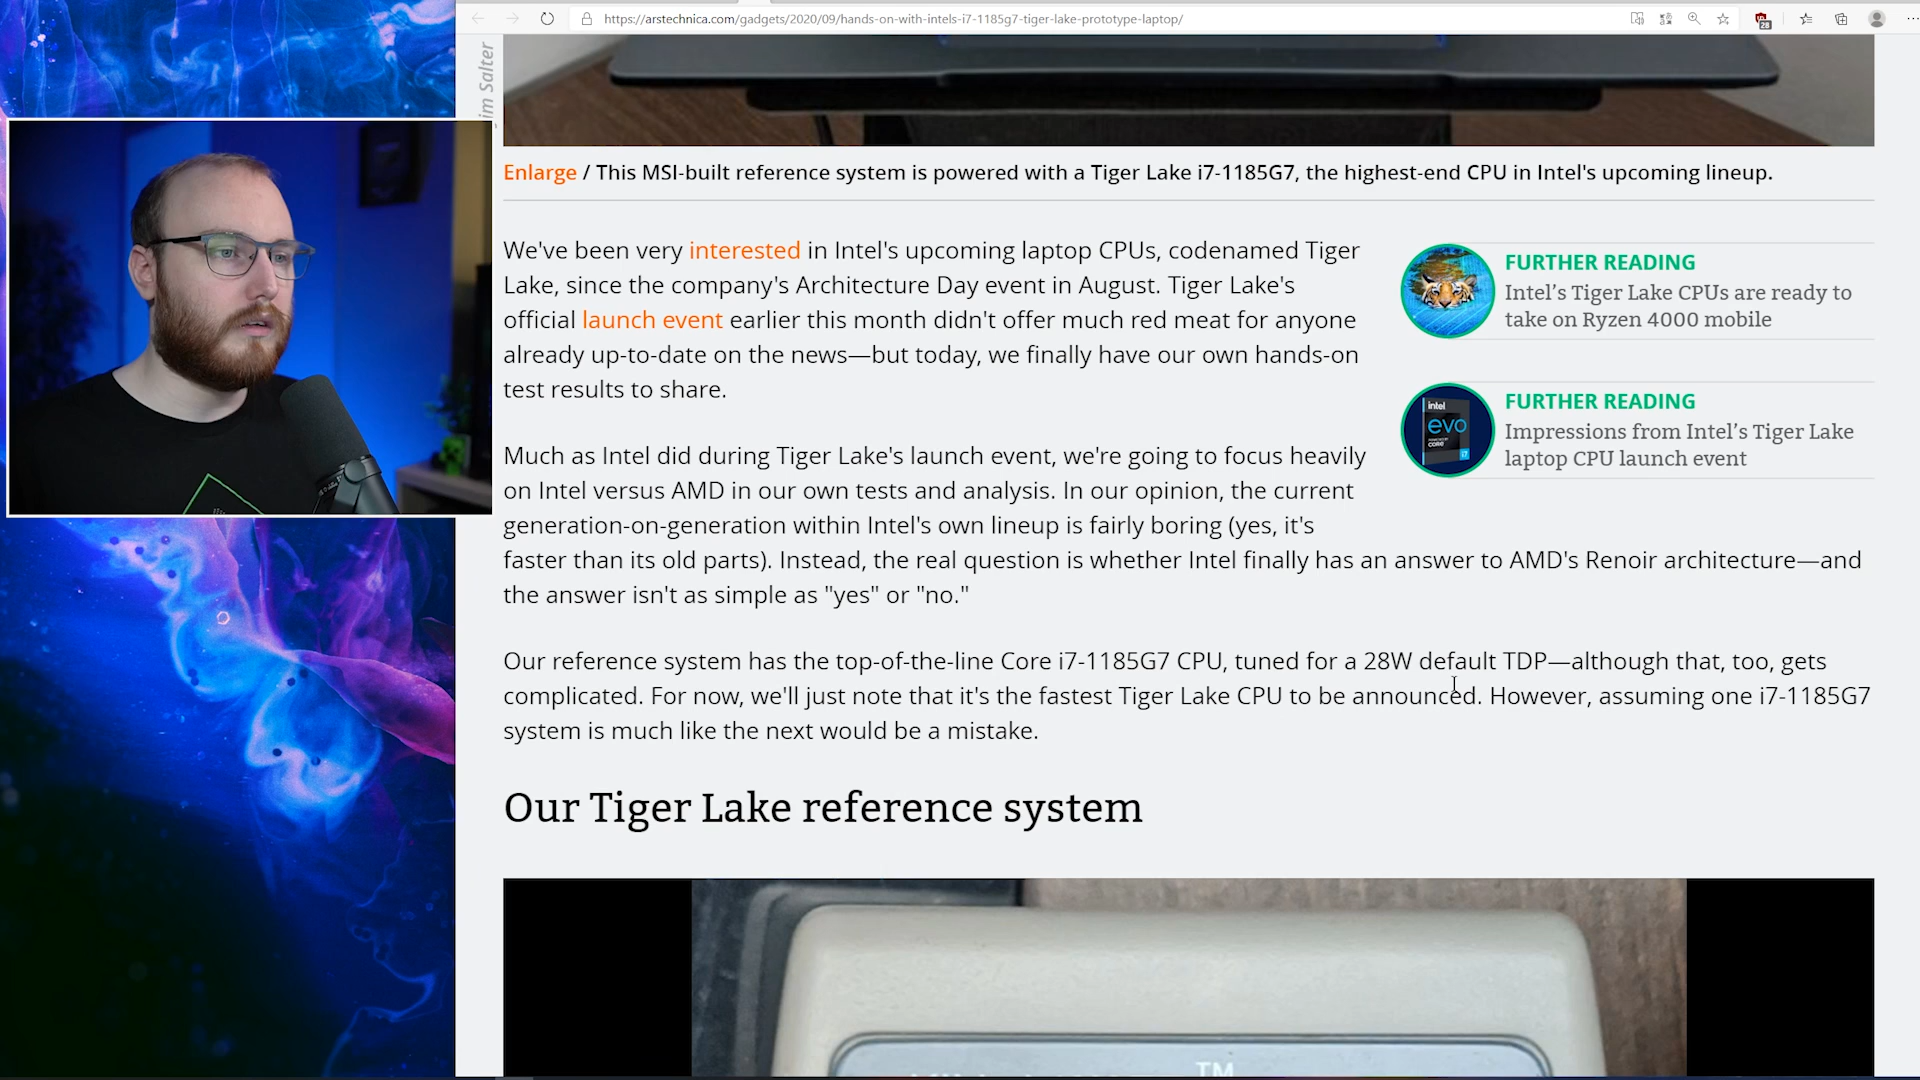 https://arstechnica.com/gadgets/2020/09/hands-on-with-intels-i7-1185g7-tiger-lake-prototype-laptop/
28
Jim Salter
Enlarge / This MSI-built reference system is powered with a Tiger Lake i7-1185G7, the highest-end CPU in Intel's upcoming lineup.
We've been very interested in Intel's upcoming laptop CPUs, codenamed Tiger
Lake, since the company's Architecture Day event in August. Tiger Lake's
official launch event earlier this month didn't offer much red meat for anyone
already up-to-date on the news—but today, we finally have our own hands-on
test results to share.
FURTHER READING
Intel’s Tiger Lake CPUs are ready to
take on Ryzen 4000 mobile
intel
evo
POWERED BY
CORE
i7
FURTHER READING
Impressions from Intel’s Tiger Lake
laptop CPU launch event
Much as Intel did during Tiger Lake's launch event, we're going to focus heavily
on Intel versus AMD in our own tests and analysis. In our opinion, the current
generation-on-generation within Intel's own lineup is fairly boring (yes, it's
faster than its old parts). Instead, the real question is whether Intel finally has an answer to AMD's Renoir architecture—and
the answer isn't as simple as "yes" or "no."
Our reference system has the top-of-the-line Core i7-1185G7 CPU, tuned for a 28W default TDP—although that, too, gets
complicated. For now, we'll just note that it's the fastest Tiger Lake CPU to be announced. However, assuming one i7-1185G7
system is much like the next would be a mistake.
Our Tiger Lake reference system
TM